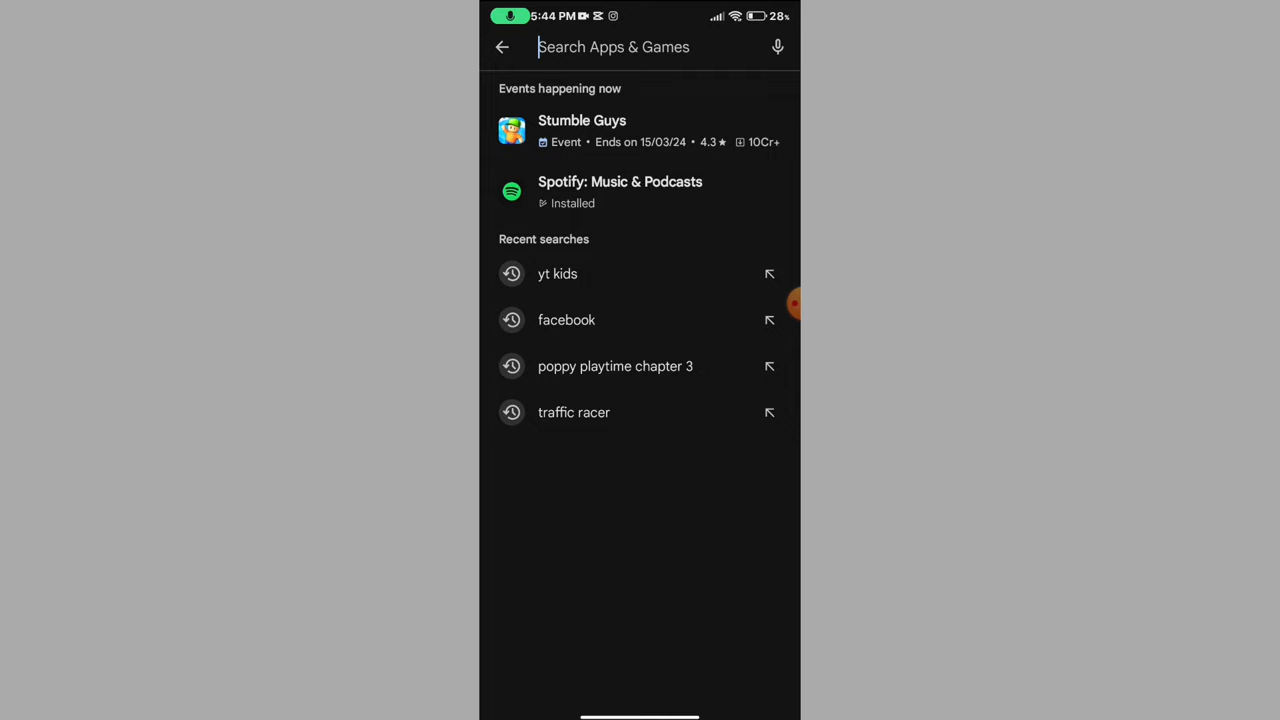 5:44 PM 28%
Search Apps & Games
Events happening now
Stumble Guys
Event • Ends on 15/03/24 • 4.3★ 10Cr+
Spotify: Music & Podcasts
Installed
Recent searches
yt kids
facebook
poppy playtime chapter 3
traffic racer